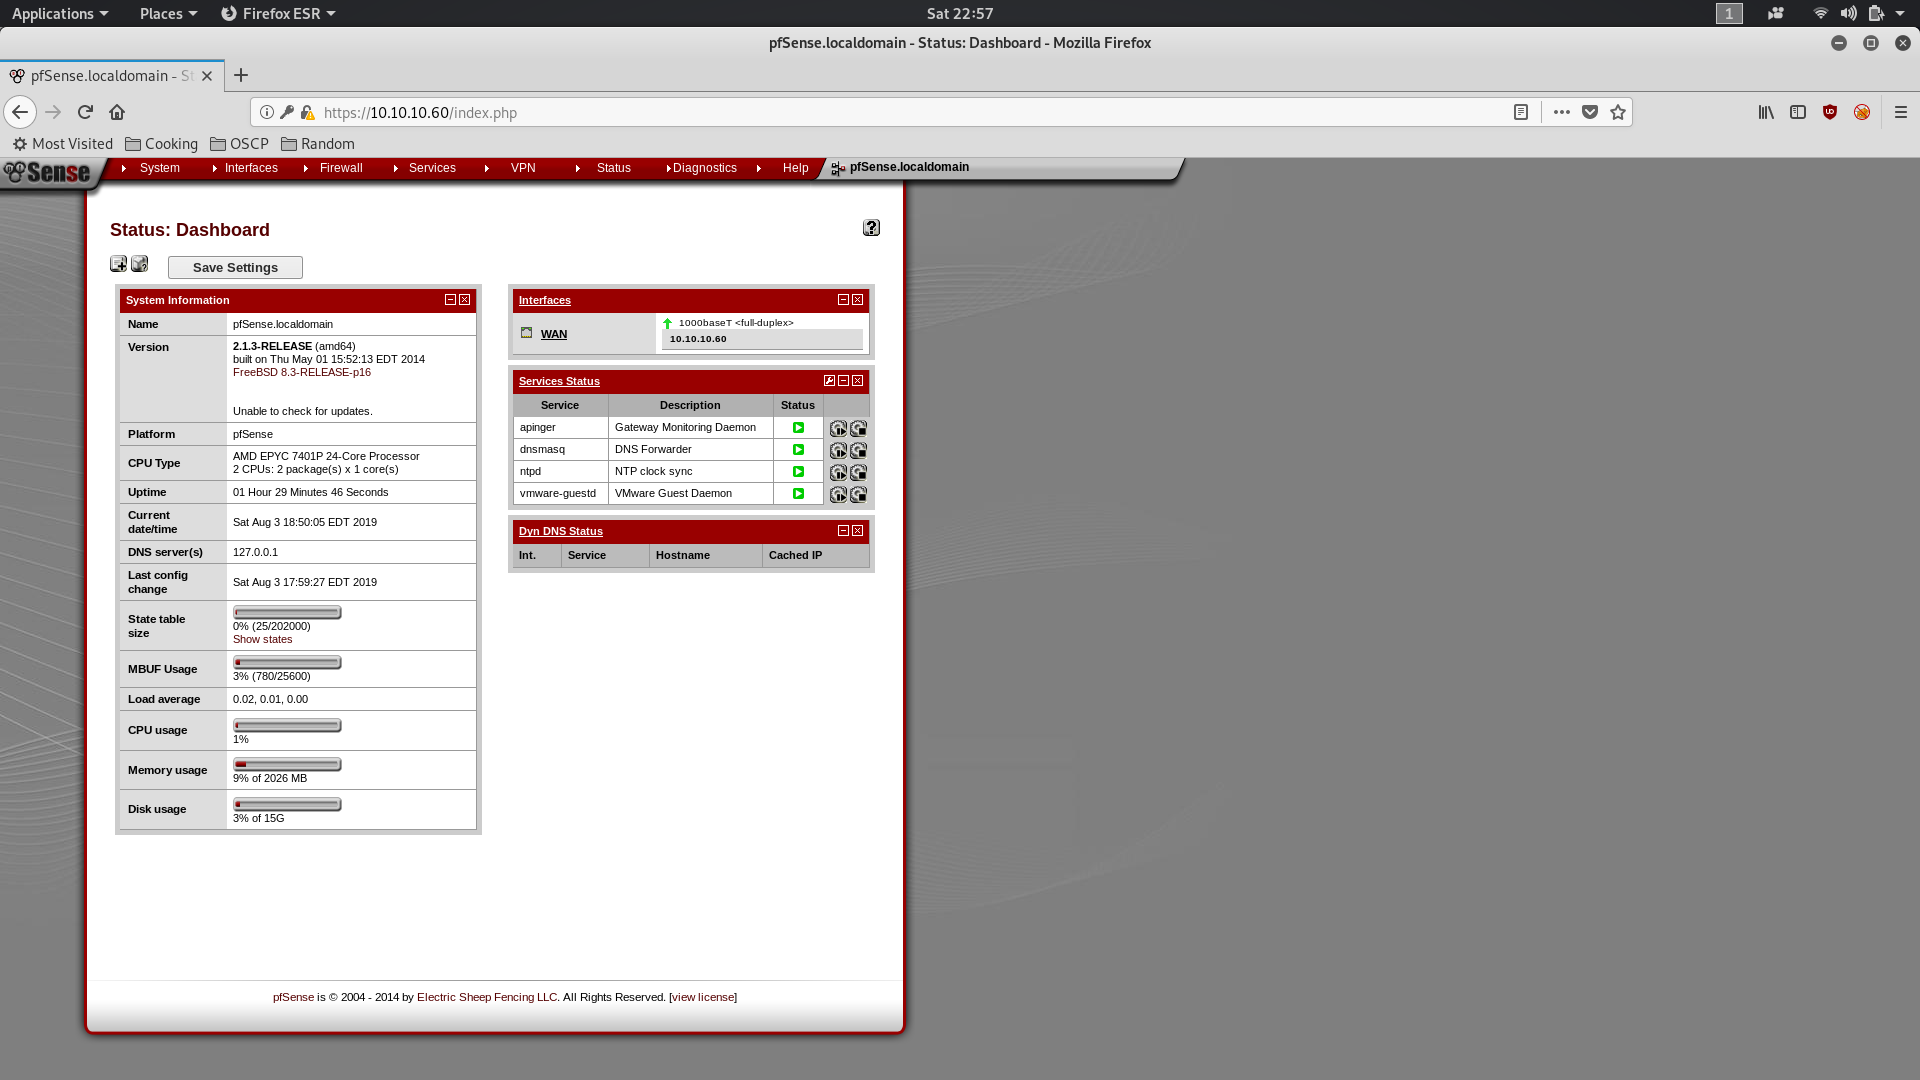 Applications Places Firefox ESR Sat 22:57 1
pfSense.localdomain - Status: Dashboard - Mozilla Firefox
pfSense.localdomain - St
https://10.10.10.60/index.php
Most Visited Cooking OSCP Random
Sense System Interfaces Firewall Services VPN Status Diagnostics Help pfSense.localdomain
Status: Dashboard
Save Settings
System Information
Name pfSense.localdomain
Version 2.1.3-RELEASE (amd64)
built on Thu May 01 15:52:13 EDT 2014
FreeBSD 8.3-RELEASE-p16
Unable to check for updates.
Platform pfSense
CPU Type AMD EPYC 7401P 24-Core Processor
2 CPUs: 2 package(s) x 1 core(s)
Uptime 01 Hour 29 Minutes 46 Seconds
Current
date/time Sat Aug 3 18:50:05 EDT 2019
DNS server(s) 127.0.0.1
Last config
change Sat Aug 3 17:59:27 EDT 2019
State table
size 0% (25/202000)
Show states
MBUF Usage 3% (780/25600)
Load average 0.02, 0.01, 0.00
CPU usage 1%
Memory usage 9% of 2026 MB
Disk usage 3% of 15G
Interfaces
WAN 1000baseT <full-duplex>
10.10.10.60
Services Status
Service Description Status
apinger Gateway Monitoring Daemon
dnsmasq DNS Forwarder
ntpd NTP clock sync
vmware-guestd VMware Guest Daemon
Dyn DNS Status
Int. Service Hostname Cached IP
pfSense is © 2004 - 2014 by Electric Sheep Fencing LLC. All Rights Reserved. [view license]